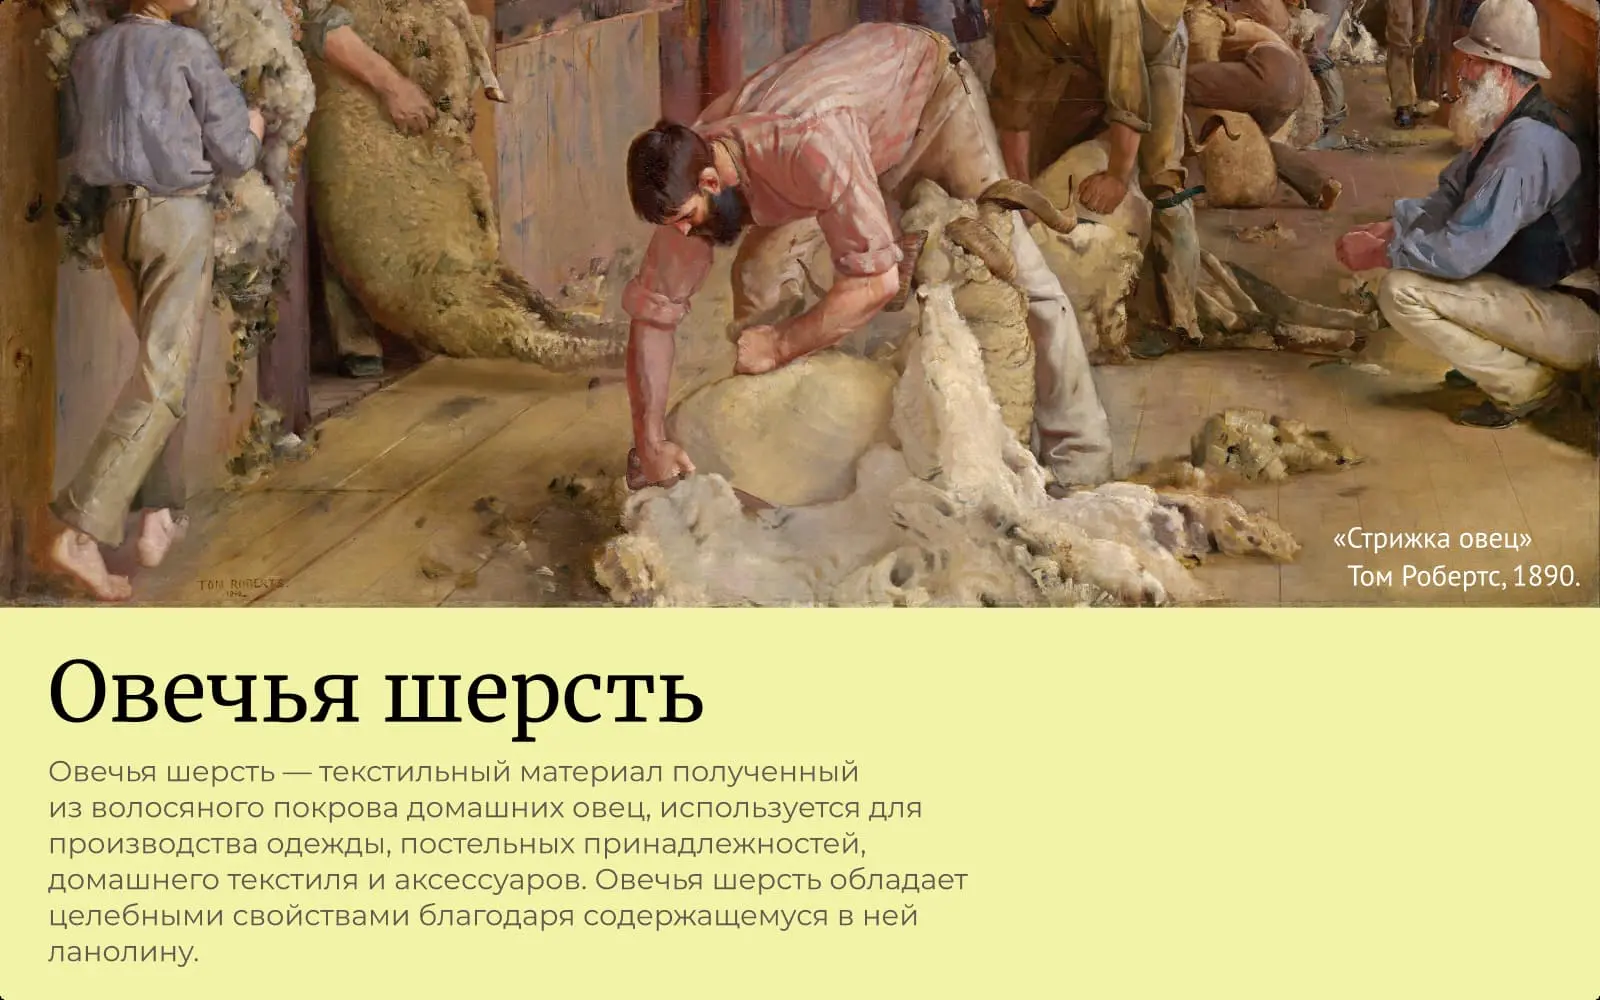 TOM ROBERTS.
«Стрижка овец»
Том Робертс, 1890.
Овечья шерсть
Овечья шерсть — текстильный материал полученный
из волосяного покрова домашних овец, используется для
производства одежды, постельных принадлежностей,
домашнего текстиля и аксессуаров. Овечья шерсть обладает
целебными свойствами благодаря содержащемуся в ней
ланолину.